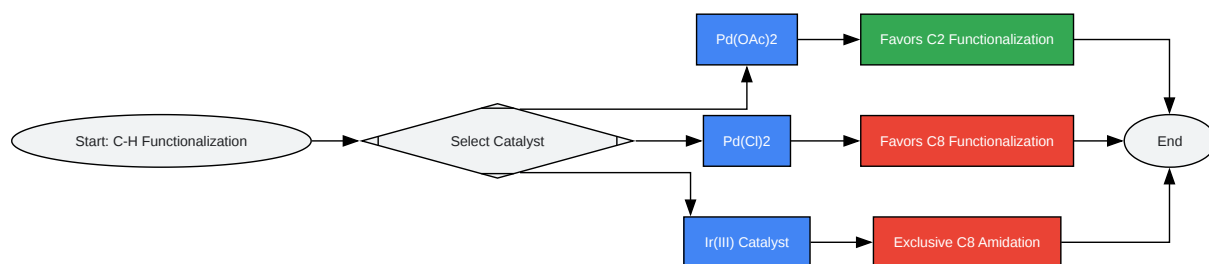 Pd(OAc)2
Favors C2 Functionalization
Start: C-H Functionalization
Select Catalyst
Pd(Cl)2
Favors C8 Functionalization
End
Ir(III) Catalyst
Exclusive C8 Amidation